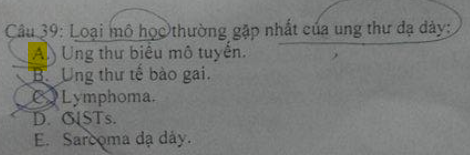 Câu 39: Loại mô học thường gặp nhất của ung thư dạ dày:
A. Ung thư biểu mô tuyến.
B. Ung thư tế bào gai.
C. Lymphoma.
D. GISTs.
E. Sarcoma dạ dày.